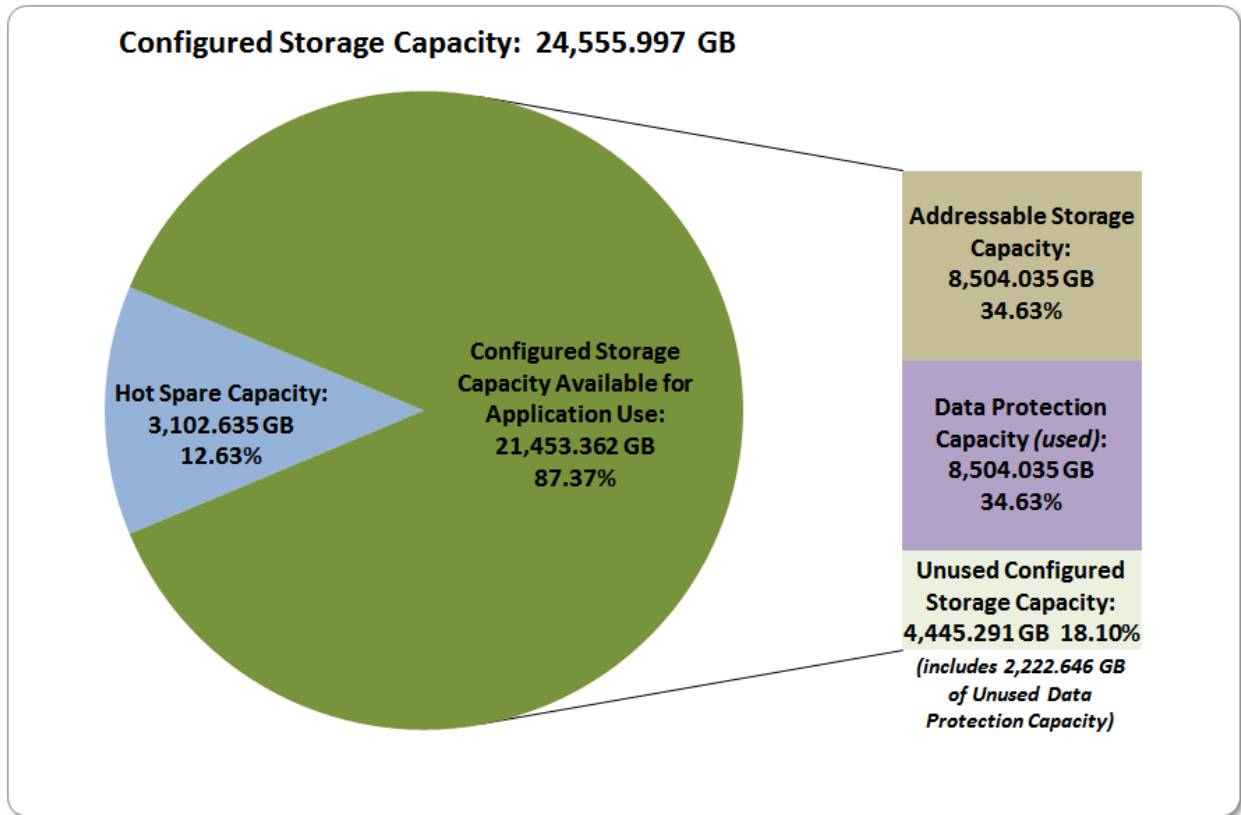 Configured Storage Capacity: 24,555.997 GB
Hot Spare Capacity:
3,102.635 GB
12.63%
Configured Storage
Capacity Available for
Application Use:
21,453.362 GB
87.37%
Addressable Storage
Capacity:
8,504.035 GB
34.63%
Data Protection
Capacity (used):
8,504.035 GB
34.63%
Unused Configured
Storage Capacity:
4,445.291 GB 18.10%
(includes 2,222.646 GB
of Unused Data
Protection Capacity)